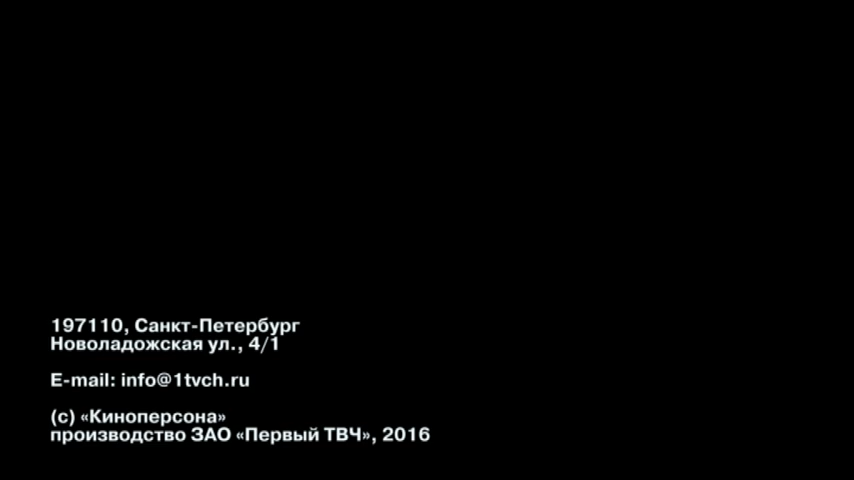 197110, Санкт-Петербург
Новоладожская ул., 4/1
E-mail: info@1tvch.ru
(c) «Киноперсона»
производство ЗАО «Первый ТВЧ», 2016